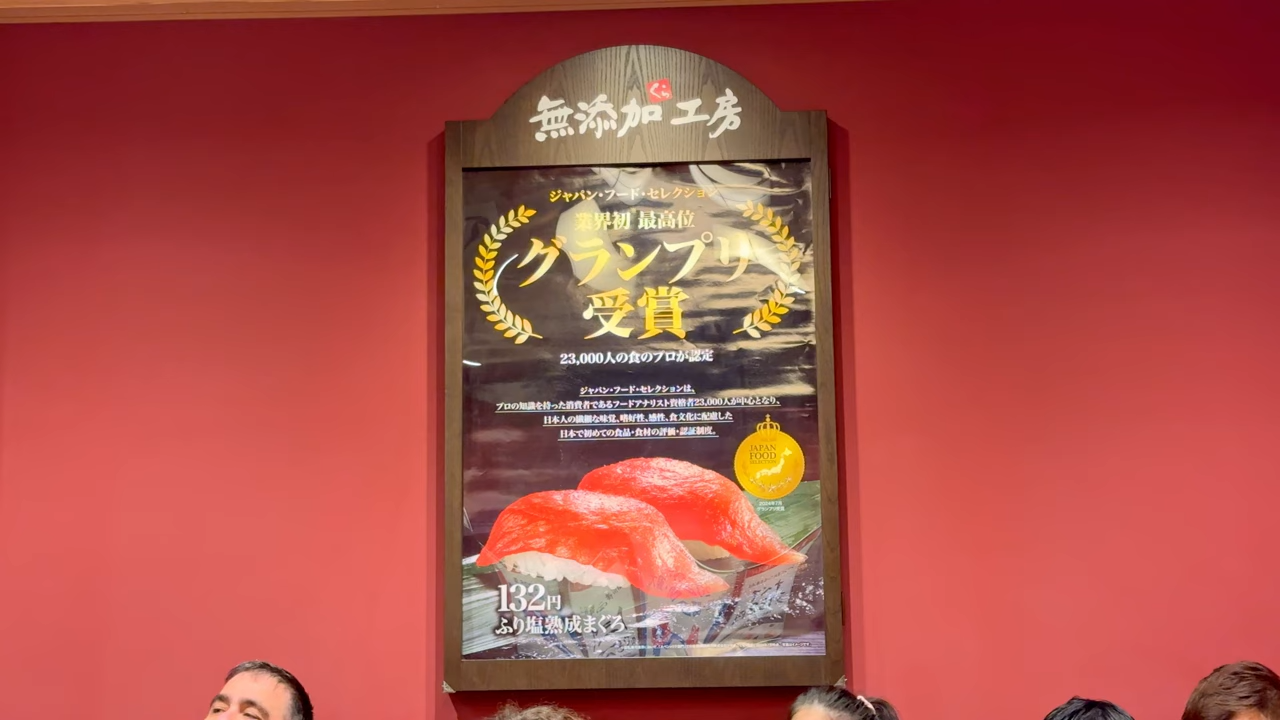 無添加くら工房
ジャパン・フード・セレクション
業界初 最高位
グランプリ
受賞
23,000人の食のプロが認定
ジャパン・フード・セレクションは、
プロの知識を持った消費者であるフードアナリスト資格者23,000人が中心となり、
日本人の繊細な味覚、嗜好性、感性、食文化に配慮した
日本で初めての食品・食材の評価・認証制度。
JAPAN
FOOD
SELECTION
グランプリ受賞
132円
ふり塩熟成まぐろ